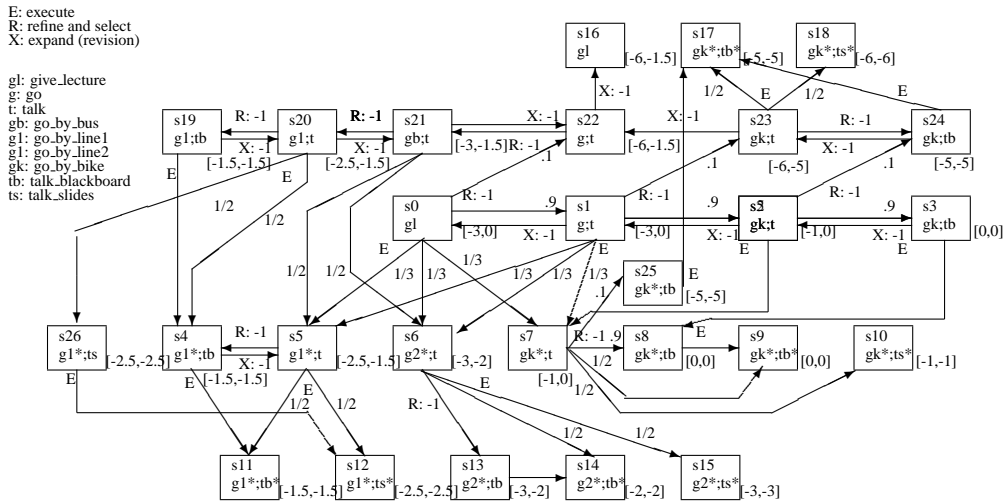 E: execute
R: refine and select
X: expand (revision)
gl: give_lecture
g: go
t: talk
gb: go_by_bus
g1: go_by_line1
g1: go_by_line2
gk: go_by_bike
tb: talk_blackboard
ts: talk_slides
s16
gl
[-6,-1.5]
s17
gk*;tb*
[-5,-5]
s18
gk*;ts*
[-6,-6]
X: -1
1/2
E
1/2
E
s19
g1;tb
R: -1
X: -1
[-1.5,-1.5]
s20
g1;t
R: -1
X: -1
[-2.5,-1.5]
s21
gb;t
X: -1
[-3,-1.5]
R: -1
s22
g;t
X: -1
[-6,-1.5]
s23
gk;t
R: -1
X: -1
[-6,-5]
s24
gk;tb
[-5,-5]
E
E
1/2
1/2
.1
.1
.1
s0
gl
R: -1
.9
X: -1
[-3,0]
s1
g;t
R: -1
.9
X: -1
[-3,0]
s2
gk;t
[-1,0]
R: -1
.9
X: -1
s3
gk;tb
[0,0]
E
E
E
E
1/2
1/2
1/3
1/3
1/3
1/3
1/3
1/3
s25
gk*;tb
[-5,-5]
E
.1
s26
g1*;ts
[-2.5,-2.5]
s4
g1*;tb
[-1.5,-1.5]
R: -1
X: -1
s5
g1*;t
[-2.5,-1.5]
s6
g2*;t
[-3,-2]
s7
gk*;t
[-1,0]
R: -1
.9
s8
gk*;tb
[0,0]
E
s9
gk*;tb*
[0,0]
s10
gk*;ts*
[-1,-1]
1/2
1/2
E
E
E
E
1/2
1/2
R: -1
1/2
1/2
s11
g1*;tb*
[-1.5,-1.5]
s12
g1*;ts*
[-2.5,-2.5]
s13
g2*;tb
[-3,-2]
s14
g2*;tb*
[-2,-2]
s15
g2*;ts*
[-3,-3]